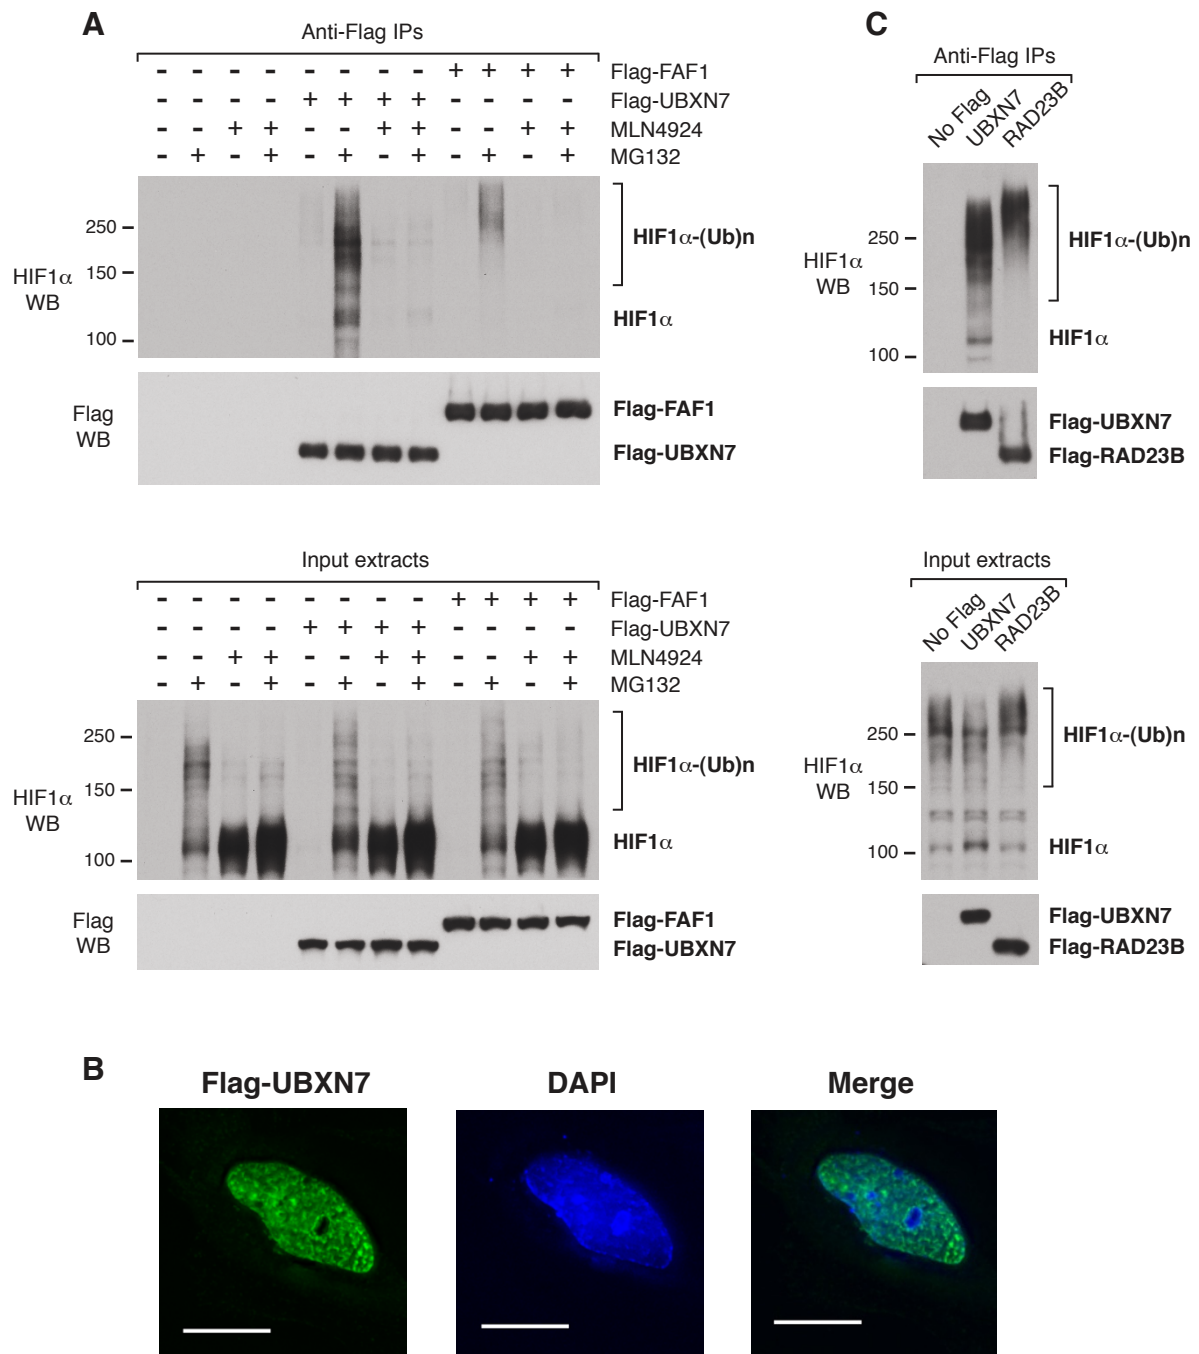 A
Anti-Flag IPs
- - - - - - - - + + + + Flag-FAF1
- - - - + + + + - - - - Flag-UBXN7
- - + + - - + + - - + + MLN4924
- + - + - + - + - + - + MG132
250
150
100
HIF1α
WB
HIF1α-(Ub)n
HIF1α
Flag
WB
Flag-FAF1
Flag-UBXN7
Input extracts
- - - - - - - - + + + + Flag-FAF1
- - - - + + + + - - - - Flag-UBXN7
- - + + - - + + - - + + MLN4924
- + - + - + - + - + - + MG132
250
150
100
HIF1α
WB
HIF1α-(Ub)n
HIF1α
Flag
WB
Flag-FAF1
Flag-UBXN7
C
Anti-Flag IPs
No Flag
UBXN7
RAD23B
250
150
100
HIF1α
WB
HIF1α-(Ub)n
HIF1α
Flag-UBXN7
Flag-RAD23B
Input extracts
No Flag
UBXN7
RAD23B
250
150
100
HIF1α
WB
HIF1α-(Ub)n
HIF1α
Flag-UBXN7
Flag-RAD23B
B
Flag-UBXN7
DAPI
Merge